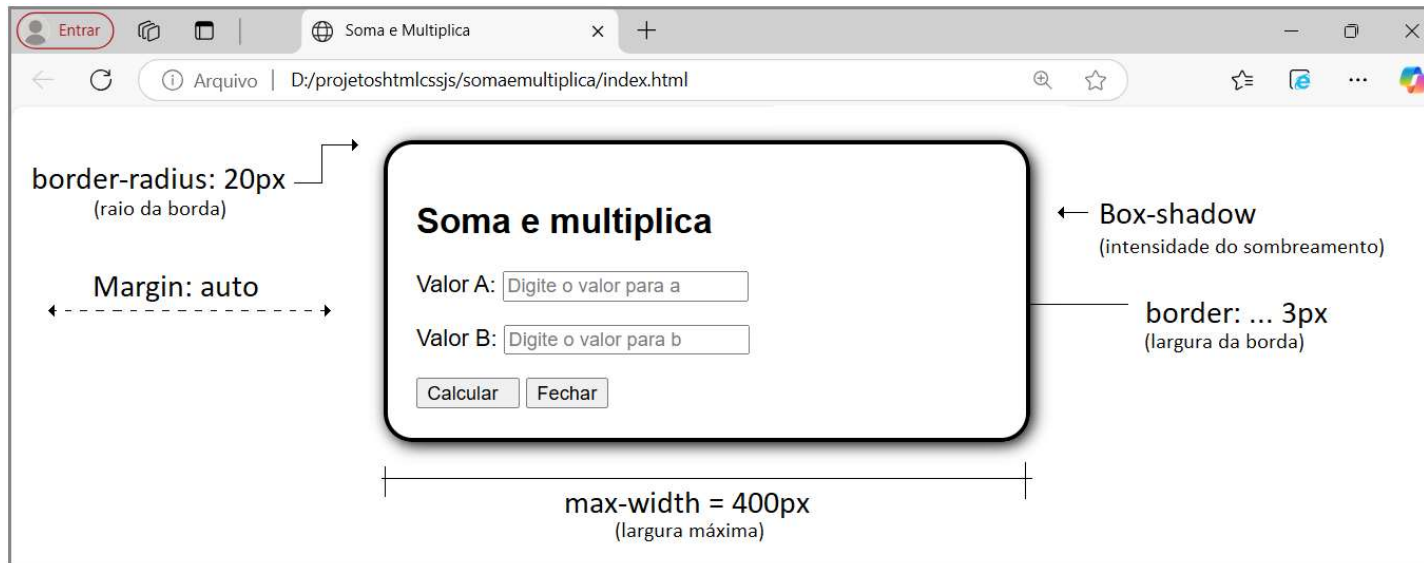 Entrar
Soma e Multiplica
Arquivo | D:/projetoshtmlcssjs/somaemultiplica/index.html
border-radius: 20px
(raio da borda)
Margin: auto
Soma e multiplica
Valor A: Digite o valor para a
Valor B: Digite o valor para b
Calcular Fechar
Box-shadow
(intensidade do sombreamento)
border: ... 3px
(largura da borda)
max-width = 400px
(largura máxima)